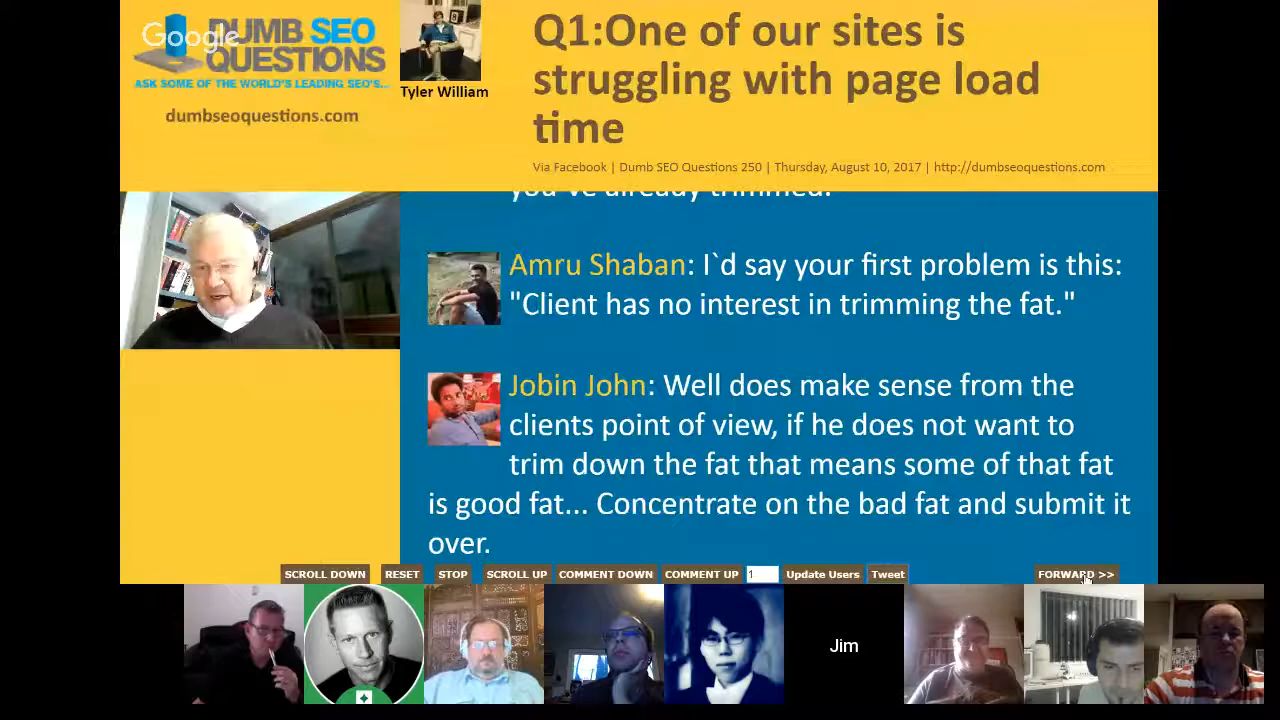 Google
DUMB SEO
QUESTIONS
ASK SOME OF THE WORLD'S LEADING SEO'S...
dumbseoquestions.com
Tyler William
Q1:One of our sites is
struggling with page load
time
Via Facebook | Dumb SEO Questions 250 | Thursday, August 10, 2017 | http://dumbseoquestions.com
you've already trimmed.
Amru Shaban: I`d say your first problem is this:
"Client has no interest in trimming the fat."
Jobin John: Well does make sense from the
clients point of view, if he does not want to
trim down the fat that means some of that fat
is good fat... Concentrate on the bad fat and submit it
over.
SCROLL DOWN RESET STOP SCROLL UP COMMENT DOWN COMMENT UP 1 Update Users Tweet FORWARD >>
Jim